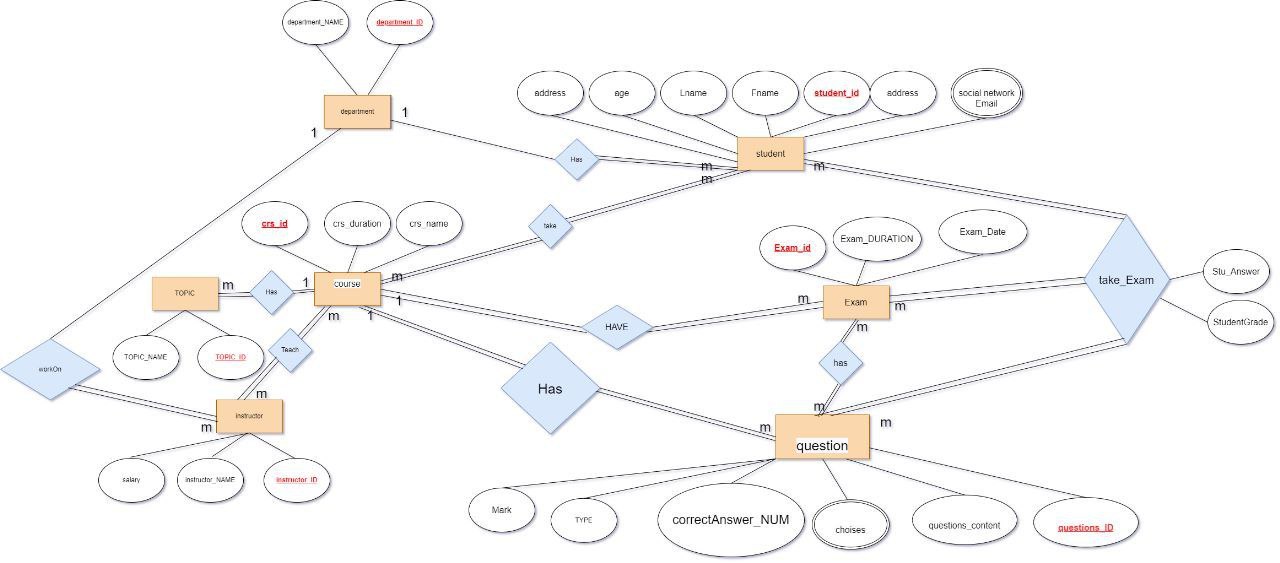 department_NAME
department_ID
department
1
1
address
age
Lname
Fname
student_id
address
social network
Email
student
Has
m
m
m
take
crs_id
crs_duration
crs_name
Exam_id
Exam_DURATION
Exam_Date
TOPIC
m
Has
1
course
m
1
1
m
HAVE
m
Exam
m
m
take_Exam
Stu_Answer
StudentGrade
TOPIC_NAME
TOPIC_ID
Teach
workOn
has
Has
m
instructor
m
m
m
m
question
salary
instructor_NAME
instructor_ID
Mark
TYPE
correctAnswer_NUM
choises
questions_content
questions_ID